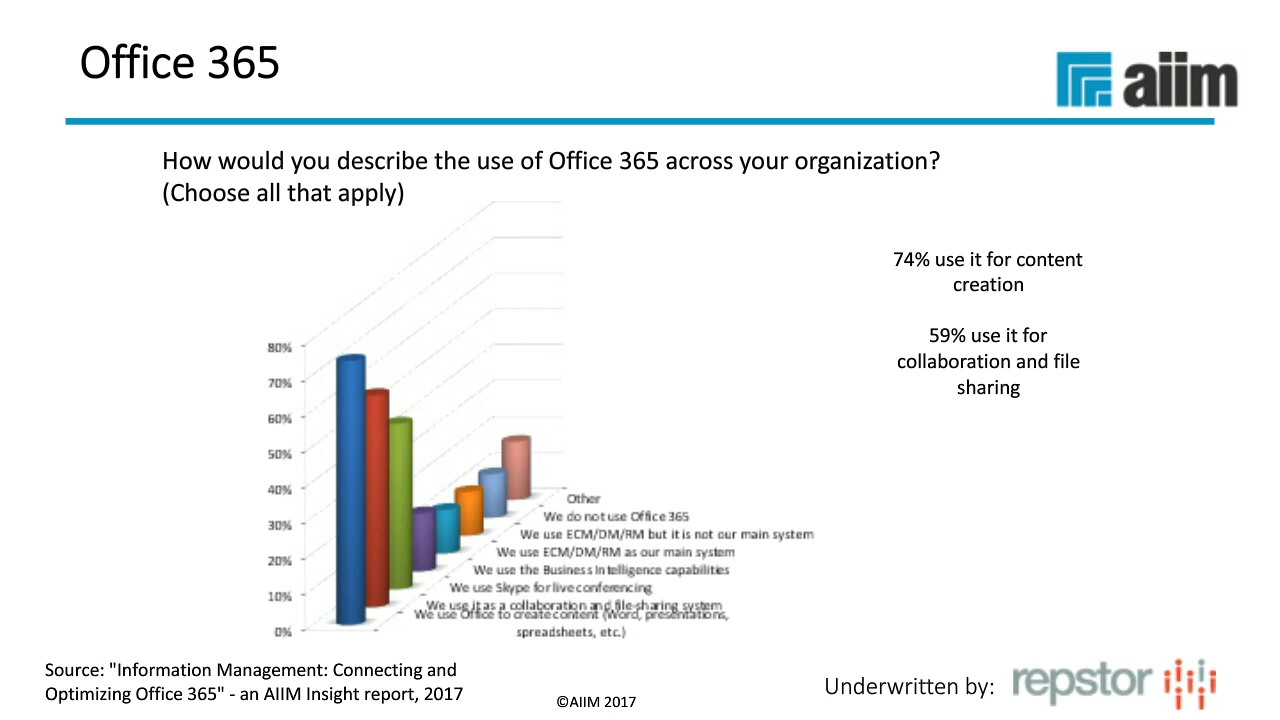 Office 365
aiim
How would you describe the use of Office 365 across your organization?
(Choose all that apply)
74% use it for content
creation
59% use it for
collaboration and file
sharing
80%
70%
60%
50%
40%
30%
20%
10%
0%
Other
We do not use Office 365
We use ECM/DM/RM but it is not our main system
We use ECM/DM/RM as our main system
We use the Business Intelligence capabilities
We use Skype for live conferencing
We use it as a collaboration and file-sharing system
We use Office to create content (Word, presentations,
spreadsheets, etc.)
Source: "Information Management: Connecting and
Optimizing Office 365" - an AIIM Insight report, 2017
©AIIM 2017
Underwritten by:
repstor